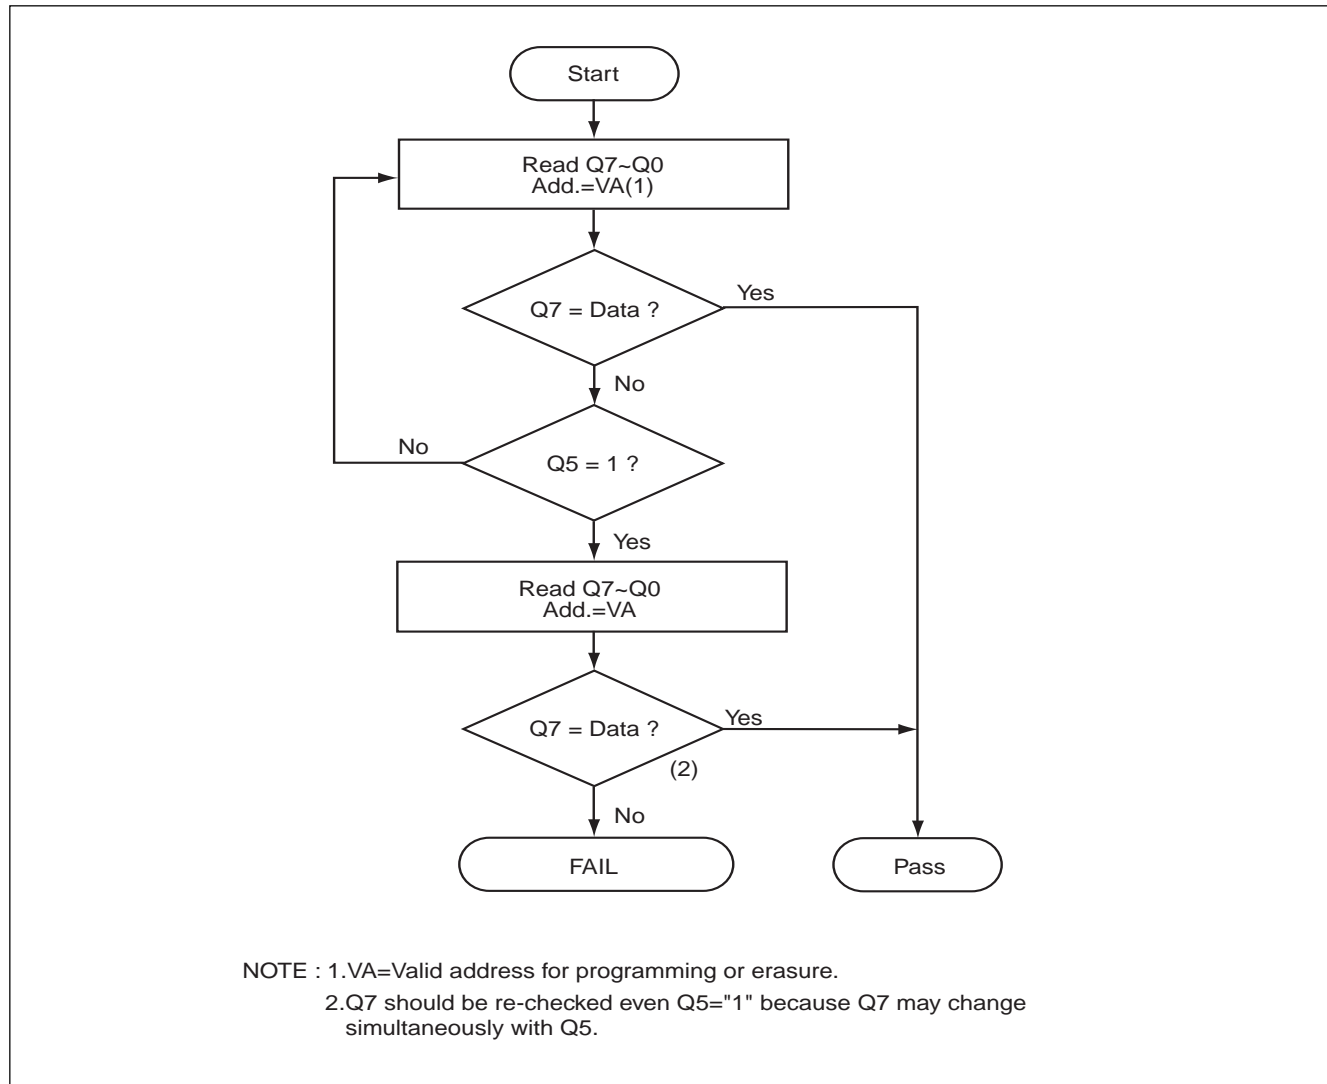 Start
Read Q7~Q0
Add.=VA(1)
Q7 = Data ?
Yes
No
No
Q5 = 1 ?
Yes
Read Q7~Q0
Add.=VA
Q7 = Data ?
Yes
(2)
No
FAIL
Pass
NOTE : 1.VA=Valid address for programming or erasure.
2.Q7 should be re-checked even Q5="1" because Q7 may change
simultaneously with Q5.